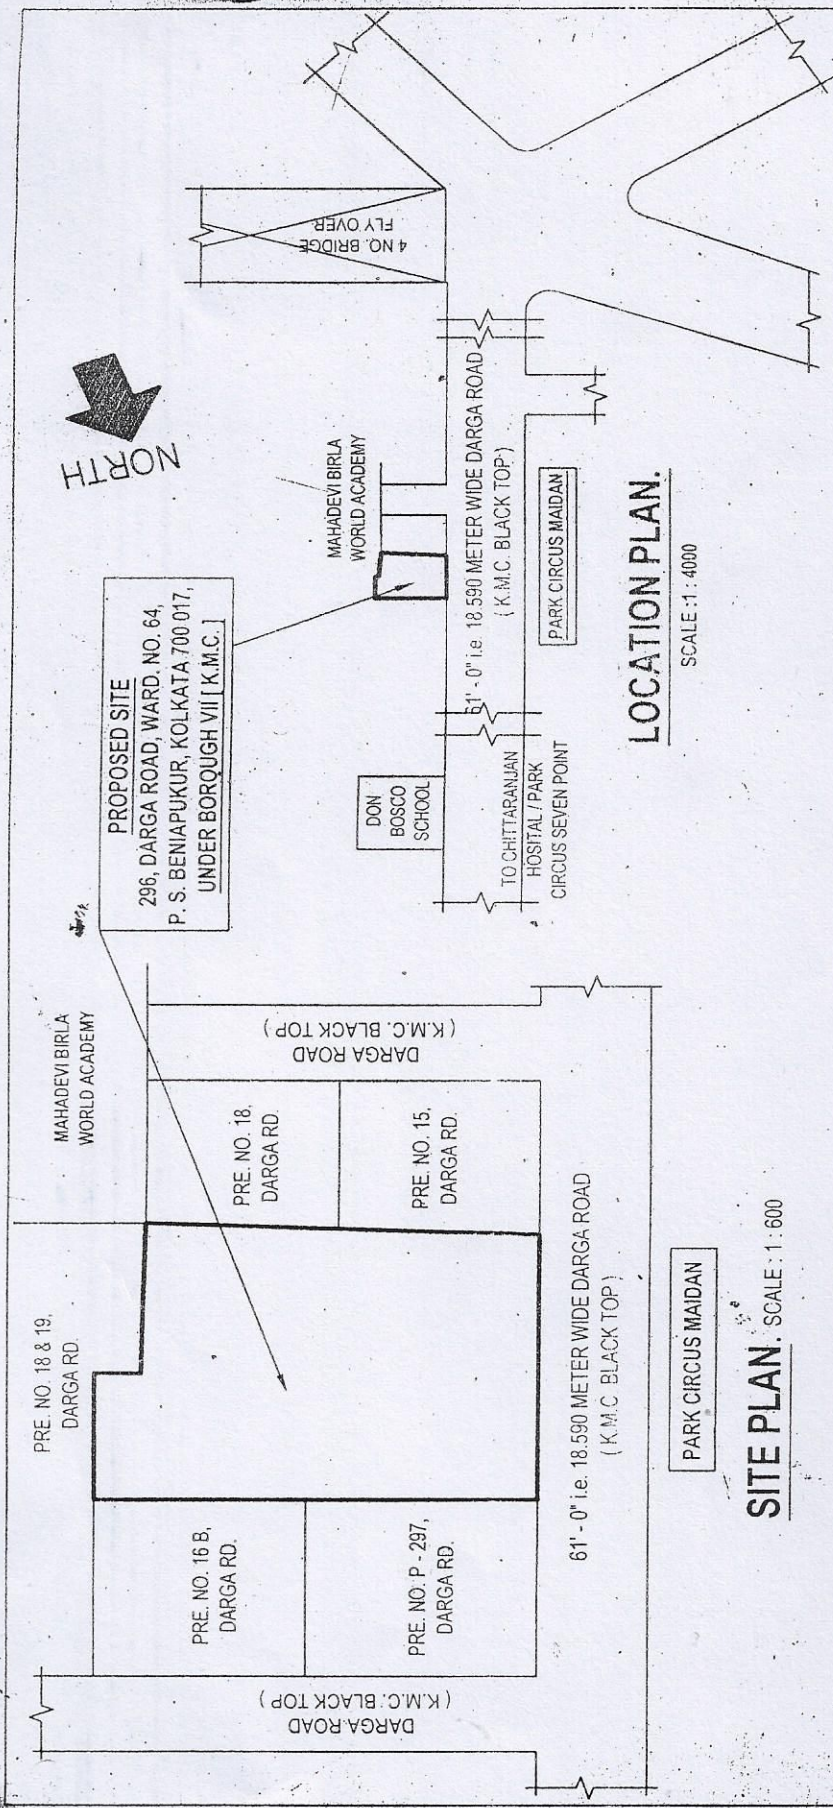 PRE. NO. 18 & 19,
DARGA RD.
MAHADEVI BIRLA
WORLD ACADEMY
PRE. NO. 16 B,
DARGA RD.
PRE. NO. P - 297,
DARGA RD.
PRE. NO. 18,
DARGA RD.
PRE. NO. 15,
DARGA RD.
DARGA ROAD
( K.M.C. BLACK TOP )
DARGA ROAD
( K.M.C. BLACK TOP )
61' - 0" i.e. 18.590 METER WIDE DARGA ROAD
( K.M.C. BLACK TOP )
PARK CIRCUS MAIDAN
SITE PLAN. SCALE : 1 : 600
PROPOSED SITE
296, DARGA ROAD, WARD. NO. 64,
P. S. BENIAPUKUR, KOLKATA 700 017,
UNDER BOROUGH VII [ K.M.C. ]
NORTH
MAHADEVI BIRLA
WORLD ACADEMY
4 NO. BRIDGE
FLY OVER
DON
BOSCO
SCHOOL
61' - 0" i.e. 18.590 METER WIDE DARGA ROAD
( K.M.C. BLACK TOP )
TO CHITTARANJAN
HOSITAL / PARK
CIRCUS SEVEN POINT
PARK CIRCUS MAIDAN
LOCATION PLAN.
SCALE : 1 : 4000